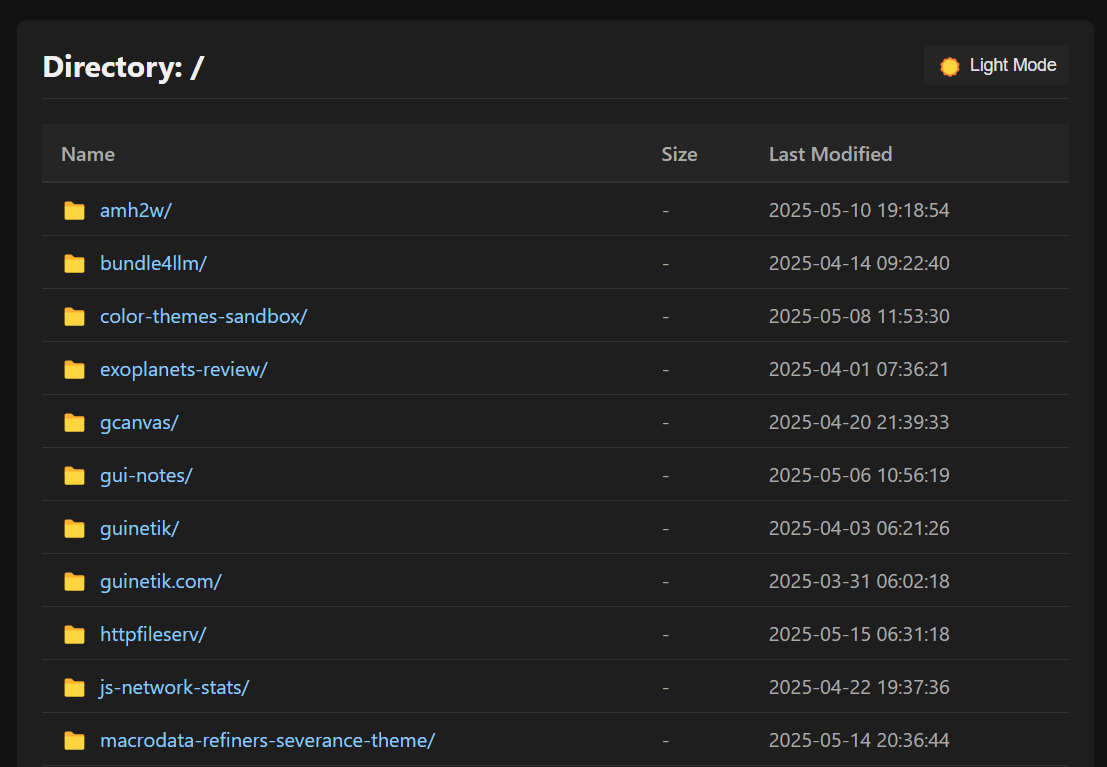 Directory: /
Light Mode
Name Size Last Modified
amh2w/ - 2025-05-10 19:18:54
bundle4llm/ - 2025-04-14 09:22:40
color-themes-sandbox/ - 2025-05-08 11:53:30
exoplanets-review/ - 2025-04-01 07:36:21
gcanvas/ - 2025-04-20 21:39:33
gui-notes/ - 2025-05-06 10:56:19
guinetik/ - 2025-04-03 06:21:26
guinetik.com/ - 2025-03-31 06:02:18
httpfileserv/ - 2025-05-15 06:31:18
js-network-stats/ - 2025-04-22 19:37:36
macrodata-refiners-severance-theme/ - 2025-05-14 20:36:44